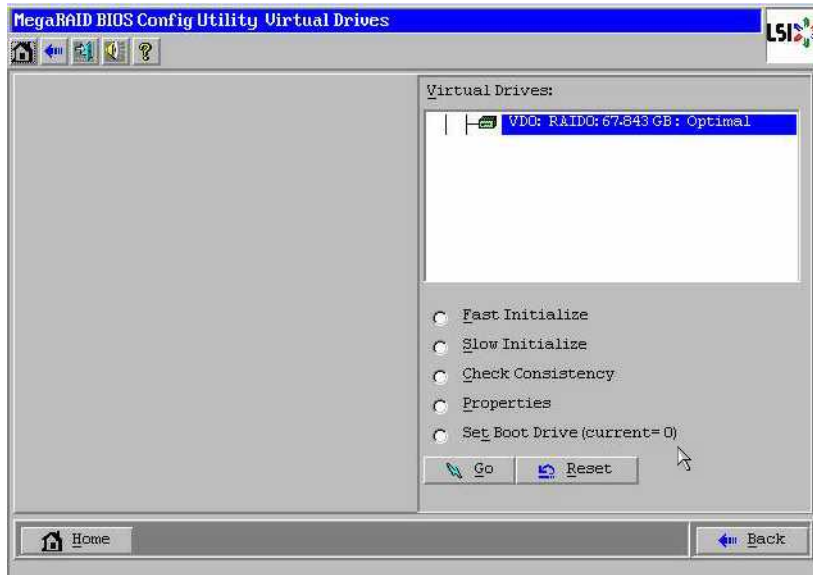 MegaRAID BIOS Config Utility Virtual Drives
LSI
?
Virtual Drives:
VD0: RAID0: 67.843 GB: Optimal
Fast Initialize
Slow Initialize
Check Consistency
Properties
Set Boot Drive (current= 0)
Go
Reset
Home
Back